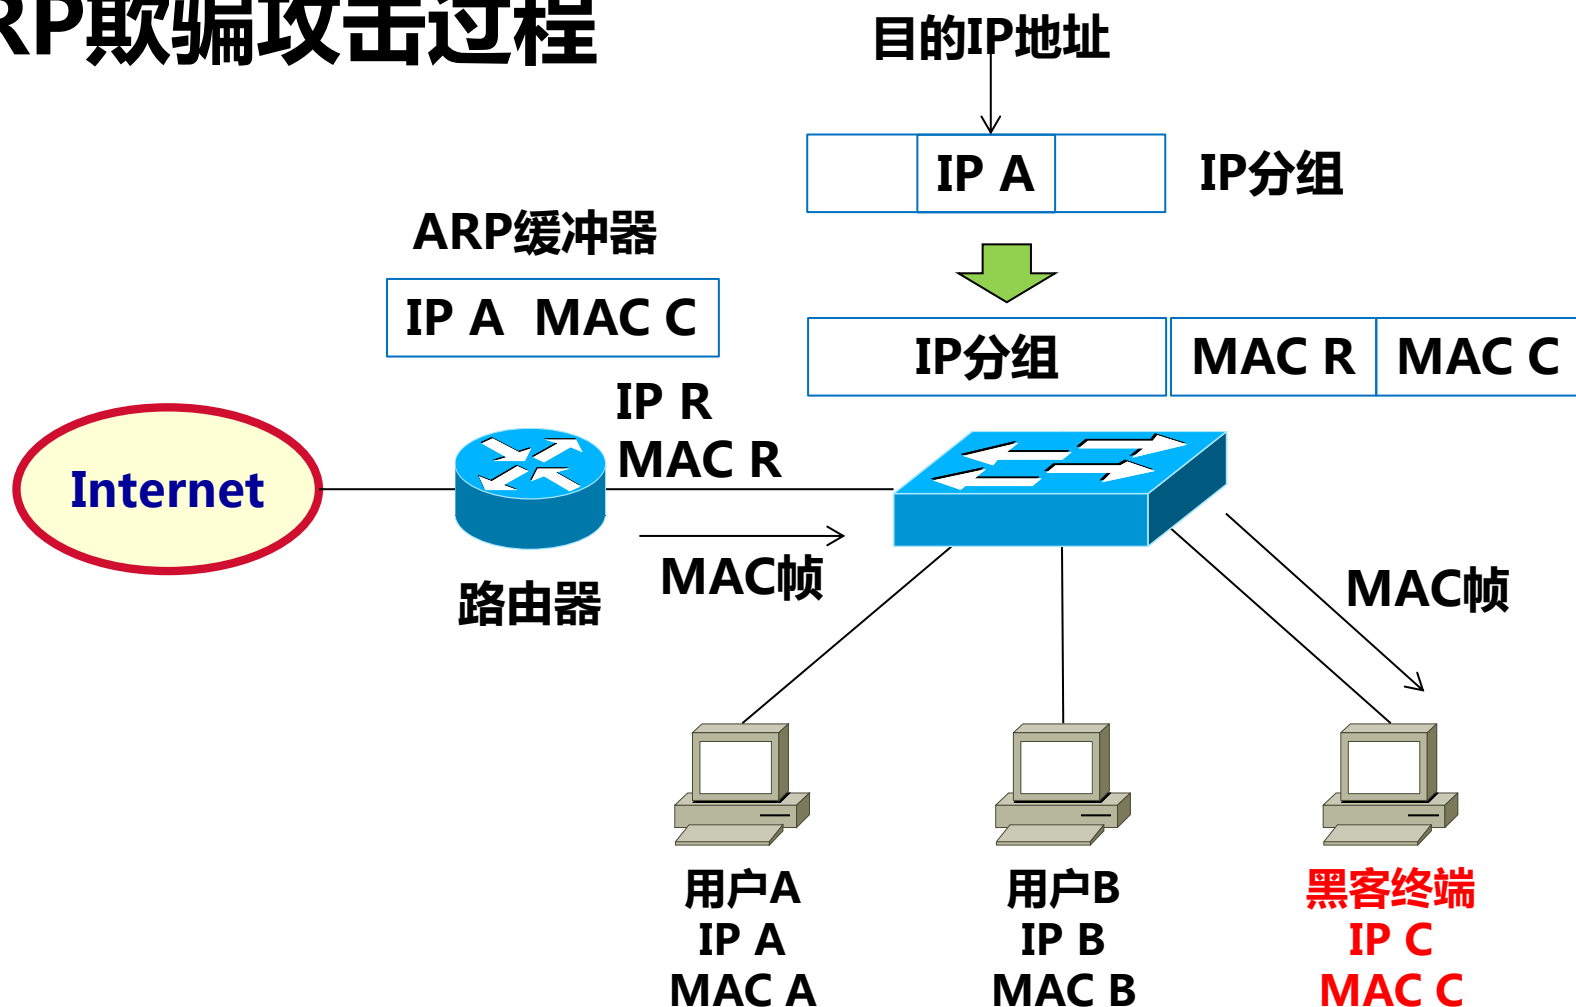 RP欺骗攻击过程
目的IP地址
IP A
IP分组
ARP缓冲器
IP A MAC C
IP分组
MAC R
MAC C
IP R
MAC R
Internet
MAC帧
路由器
MAC帧
用户A
IP A
MAC A
用户B
IP B
MAC B
黑客终端
IP C
MAC C